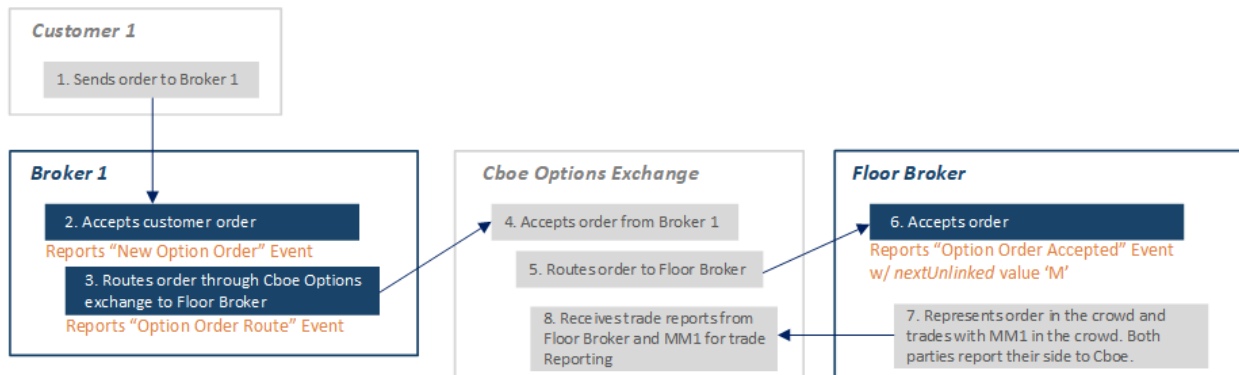 Customer 1
1. Sends order to Broker 1
Broker 1
2. Accepts customer order
Reports “New Option Order” Event
3. Routes order through Cboe Options
exchange to Floor Broker
Reports “Option Order Route” Event
Cboe Options Exchange
4. Accepts order from Broker 1
5. Routes order to Floor Broker
8. Receives trade reports from
Floor Broker and MM1 for trade
Reporting
Floor Broker
6. Accepts order
Reports “Option Order Accepted” Event
w/ nextUnlinked value ‘M’
7. Represents order in the crowd and
trades with MM1 in the crowd. Both
parties report their side to Cboe.